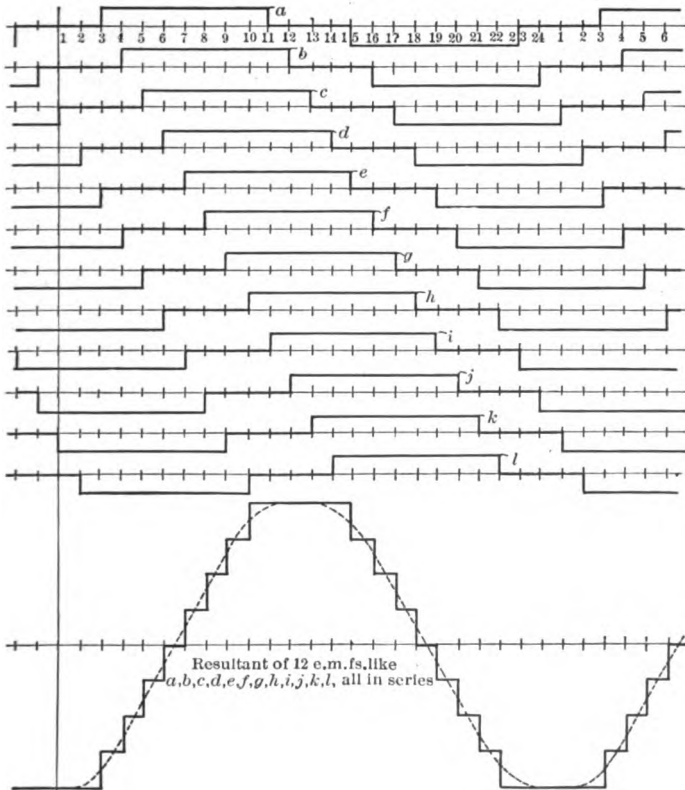 a
1 2 3 4 5 6 7 8 9 10 11 12 13 14 15 16 17 18 19 20 21 22 23 24 1 2 3 4 5 6
b
c
d
e
f
g
h
i
j
k
l
Resultant of 12 e.m.fs, like
a,b,c,d,e,f,g,h,i,j,k,l, all in series